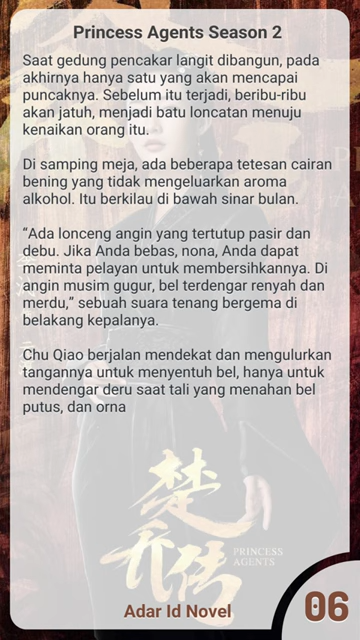 Princess Agents Season 2
Saat gedung pencakar langit dibangun, pada
akhirnya hanya satu yang akan mencapai
puncaknya. Sebelum itu terjadi, beribu-ribu
akan jatuh, menjadi batu loncatan menuju
kenaikan orang itu.
Di samping meja, ada beberapa tetesan cairan
bening yang tidak mengeluarkan aroma
alkohol. Itu berkilau di bawah sinar bulan.
“Ada lonceng angin yang tertutup pasir dan
debu. Jika Anda bebas, nona, Anda dapat
meminta pelayan untuk membersihkannya. Di
angin musim gugur, bel terdengar renyah dan
merdu,” sebuah suara tenang bergema di
belakang kepalanya.
Chu Qiao berjalan mendekat dan mengulurkan
tangannya untuk menyentuh bel, hanya untuk
mendengar deru saat tali yang menahan bel
putus, dan orna
楚乔传
PRINCESS
AGENTS
Adar Id Novel
06